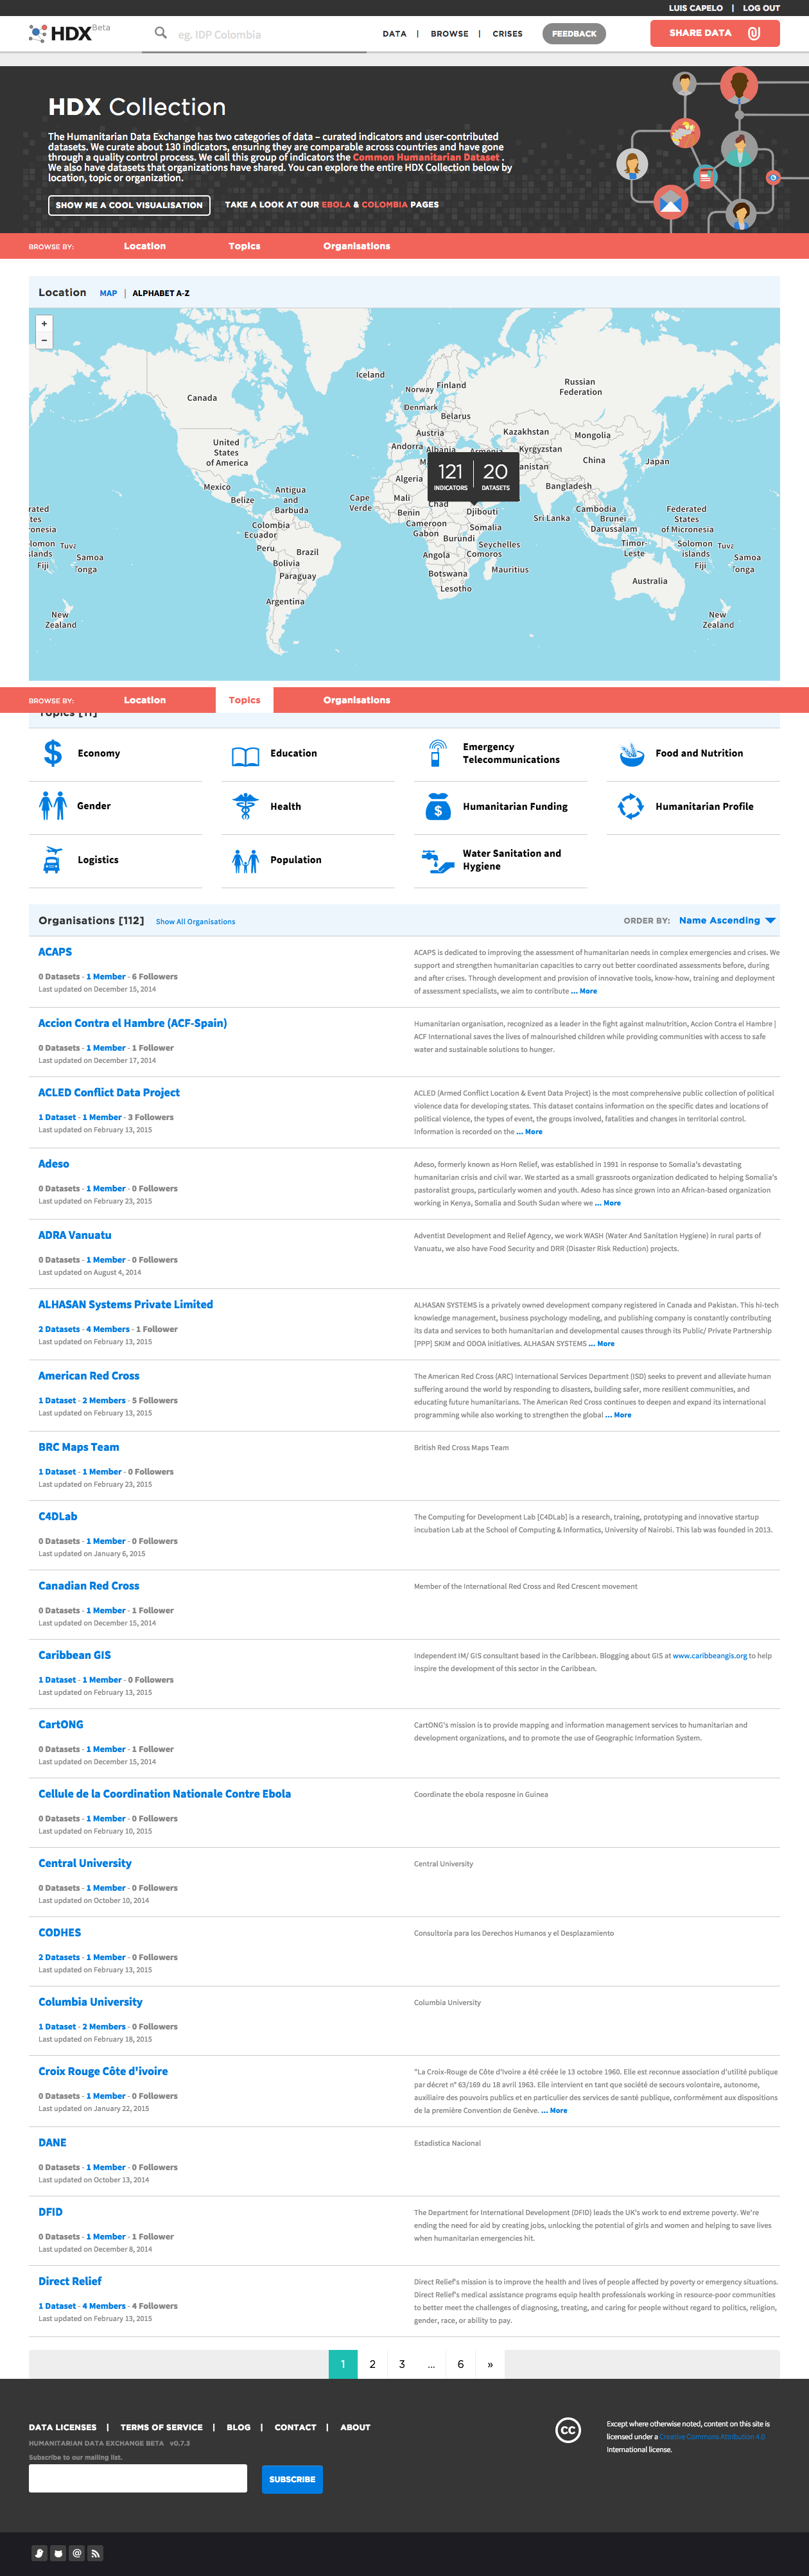 LUIS CAPELO | LOG OUT
HDX Beta
eg. IDP Colombia
DATA | BROWSE | CRISES
FEEDBACK
SHARE DATA
HDX Collection
The Humanitarian Data Exchange has two categories of data – curated indicators and user-contributed
datasets. We curate about 130 indicators, ensuring they are comparable across countries and have gone
through a quality control process. We call this group of indicators the Common Humanitarian Dataset .
We also have datasets that organizations have shared. You can explore the entire HDX Collection below by
location, topic or organization.
SHOW ME A COOL VISUALISATION
TAKE A LOOK AT OUR EBOLA & COLOMBIA PAGES
BROWSE BY: Location Topics Organisations
Location MAP | ALPHABET A-Z
+
−
Iceland
Norway Finland
Russian
Federation
Canada
Denmark
Belarus
Austria
Kazakhstan
Mongolia
United
States
of America
Andorra Albania Armenia
Kyrgyzstan
China
Japan
121 INDICATORS
20 DATASETS
anistan
Mexico
Belize
Antigua
and
Barbuda
Cape
Verde
Algeria
Mali
Chad
Benin
Djibouti
Bangladesh
Sri Lanka
Cambodia
Brunei
Darussalam
Federated
States
of Micronesia
rated
tes
ronesia
Colombia
Ecuador
Cameroon
Gabon
Somalia
Burundi
Seychelles
Comoros
Timor-
Leste
Solomon
islands
Tuva
Samoa
Fiji
'onga
lomon
slands
Tuva
Samoa
Fiji
'onga
Peru
Brazil
Bolivia
Paraguay
Argentina
Angola
Botswana
Mauritius
Lesotho
Australia
New
Zealand
New
Zealand
BROWSE BY: Location Topics Organisations
Topics [11]
Economy
Education
Emergency
Telecommunications
Food and Nutrition
Gender
Health
Humanitarian Funding
Humanitarian Profile
Logistics
Population
Water Sanitation and
Hygiene
Organisations [112] Show All Organisations
ORDER BY: Name Ascending
ACAPS
0 Datasets - 1 Member - 6 Followers
Last updated on December 15, 2014
ACAPS is dedicated to improving the assessment of humanitarian needs in complex emergencies and crises. We
support and strengthen humanitarian capacities to carry out better coordinated assessments before, during
and after crises. Through development and provision of innovative tools, know-how, training and deployment
of assessment specialists, we aim to contribute ... More
Accion Contra el Hambre (ACF-Spain)
0 Datasets - 1 Member - 1 Follower
Last updated on December 17, 2014
Humanitarian organisation, recognized as a leader in the fight against malnutrition, Accion Contra el Hambre |
ACF International saves the lives of malnourished children while providing communities with access to safe
water and sustainable solutions to hunger.
ACLED Conflict Data Project
1 Dataset - 1 Member - 3 Followers
Last updated on February 13, 2015
ACLED (Armed Conflict Location & Event Data Project) is the most comprehensive public collection of political
violence data for developing states. This dataset contains information on the specific dates and locations of
political violence, the types of event, the groups involved, fatalities and changes in territorial control.
Information is recorded on the ... More
Adeso
0 Datasets - 1 Member - 0 Followers
Last updated on February 23, 2015
Adeso, formerly known as Horn Relief, was established in 1991 in response to Somalia's devastating
humanitarian crisis and civil war. We started as a small grassroots organization dedicated to helping Somalia's
pastoralist groups, particularly women and youth. Adeso has since grown into an African-based organization
working in Kenya, Somalia and South Sudan where we ... More
ADRA Vanuatu
0 Datasets - 1 Member - 0 Followers
Last updated on August 4, 2014
Adventist Development and Relief Agency, we work WASH (Water And Sanitation Hygiene) in rural parts of
Vanuatu, we also have Food Security and DRR (Disaster Risk Reduction) projects.
ALHASAN Systems Private Limited
2 Datasets - 4 Members - 1 Follower
Last updated on February 13, 2015
ALHASAN SYSTEMS is a privately owned development company registered in Canada and Pakistan. This hi-tech
knowledge management, business psychology modeling, and publishing company is constantly contributing
its data and services to both humanitarian and developmental causes through its Public/ Private Partnership
[PPP] SKIM and ODOA initiatives. ALHASAN SYSTEMS ... More
American Red Cross
1 Dataset - 2 Members - 5 Followers
Last updated on February 13, 2015
The American Red Cross (ARC) International Services Department (ISD) seeks to prevent and alleviate human
suffering around the world by responding to disasters, building safer, more resilient communities, and
educating future humanitarians. The American Red Cross continues to deepen and expand its international
programming while also working to strengthen the global ... More
BRC Maps Team
1 Dataset - 1 Member - 0 Followers
Last updated on February 23, 2015
British Red Cross Maps Team
C4DLab
0 Datasets - 1 Member - 0 Followers
Last updated on January 6, 2015
The Computing for Development Lab [C4DLab] is a research, training, prototyping and innovative startup
incubation Lab at the School of Computing & Informatics, University of Nairobi. This lab was founded in 2013.
Canadian Red Cross
0 Datasets - 1 Member - 1 Follower
Last updated on December 15, 2014
Member of the International Red Cross and Red Crescent movement
Caribbean GIS
1 Dataset - 1 Member - 0 Followers
Last updated on February 13, 2015
Independent IM/ GIS consultant based in the Caribbean. Blogging about GIS at www.caribbeangis.org to help
inspire the development of this sector in the Caribbean.
CartONG
0 Datasets - 1 Member - 1 Follower
Last updated on December 15, 2014
CartONG's mission is to provide mapping and information management services to humanitarian and
development organizations, and to promote the use of Geographic Information System.
Cellule de la Coordination Nationale Contre Ebola
0 Datasets - 1 Member - 0 Followers
Last updated on February 10, 2015
Coordinate the ebola resposne in Guinea
Central University
0 Datasets - 1 Member - 0 Followers
Last updated on October 10, 2014
Central University
CODHES
2 Datasets - 1 Member - 0 Followers
Last updated on February 13, 2015
Consultoria para los Derechos Humanos y el Desplazamiento
Columbia University
1 Dataset - 2 Members - 0 Followers
Last updated on February 18, 2015
Columbia University
Croix Rouge Côte d'ivoire
0 Datasets - 1 Member - 0 Followers
Last updated on January 22, 2015
"La Croix-Rouge de Côte d'Ivoire a été créée le 13 octobre 1960. Elle est reconnue association d'utilité publique
par décret n° 63/169 du 18 avril 1963. Elle intervient en tant que société de secours volontaire, autonome,
auxiliaire des pouvoirs publics et en particulier des services de santé publique, conformément aux dispositions
de la première Convention de Genève. ... More
DANE
0 Datasets - 1 Member - 0 Followers
Last updated on October 13, 2014
Estadistica Nacional
DFID
0 Datasets - 1 Member - 1 Follower
Last updated on December 8, 2014
The Department for International Development (DFID) leads the UK's work to end extreme poverty. We're
ending the need for aid by creating jobs, unlocking the potential of girls and women and helping to save lives
when humanitarian emergencies hit.
Direct Relief
1 Dataset - 4 Members - 4 Followers
Last updated on February 13, 2015
Direct Relief's mission is to improve the health and lives of people affected by poverty or emergency situations.
Direct Relief's medical assistance programs equip health professionals working in resource-poor communities
to better meet the challenges of diagnosing, treating, and caring for people without regard to politics, religion,
gender, race, or ability to pay.
1 2 3 ... 6 »
DATA LICENSES | TERMS OF SERVICE | BLOG | CONTACT | ABOUT
HUMANITARIAN DATA EXCHANGE BETA v0.7.3
Subscribe to our mailing list.
SUBSCRIBE
cc
Except where otherwise noted, content on this site is
licensed under a Creative Commons Attribution 4.0
International license.